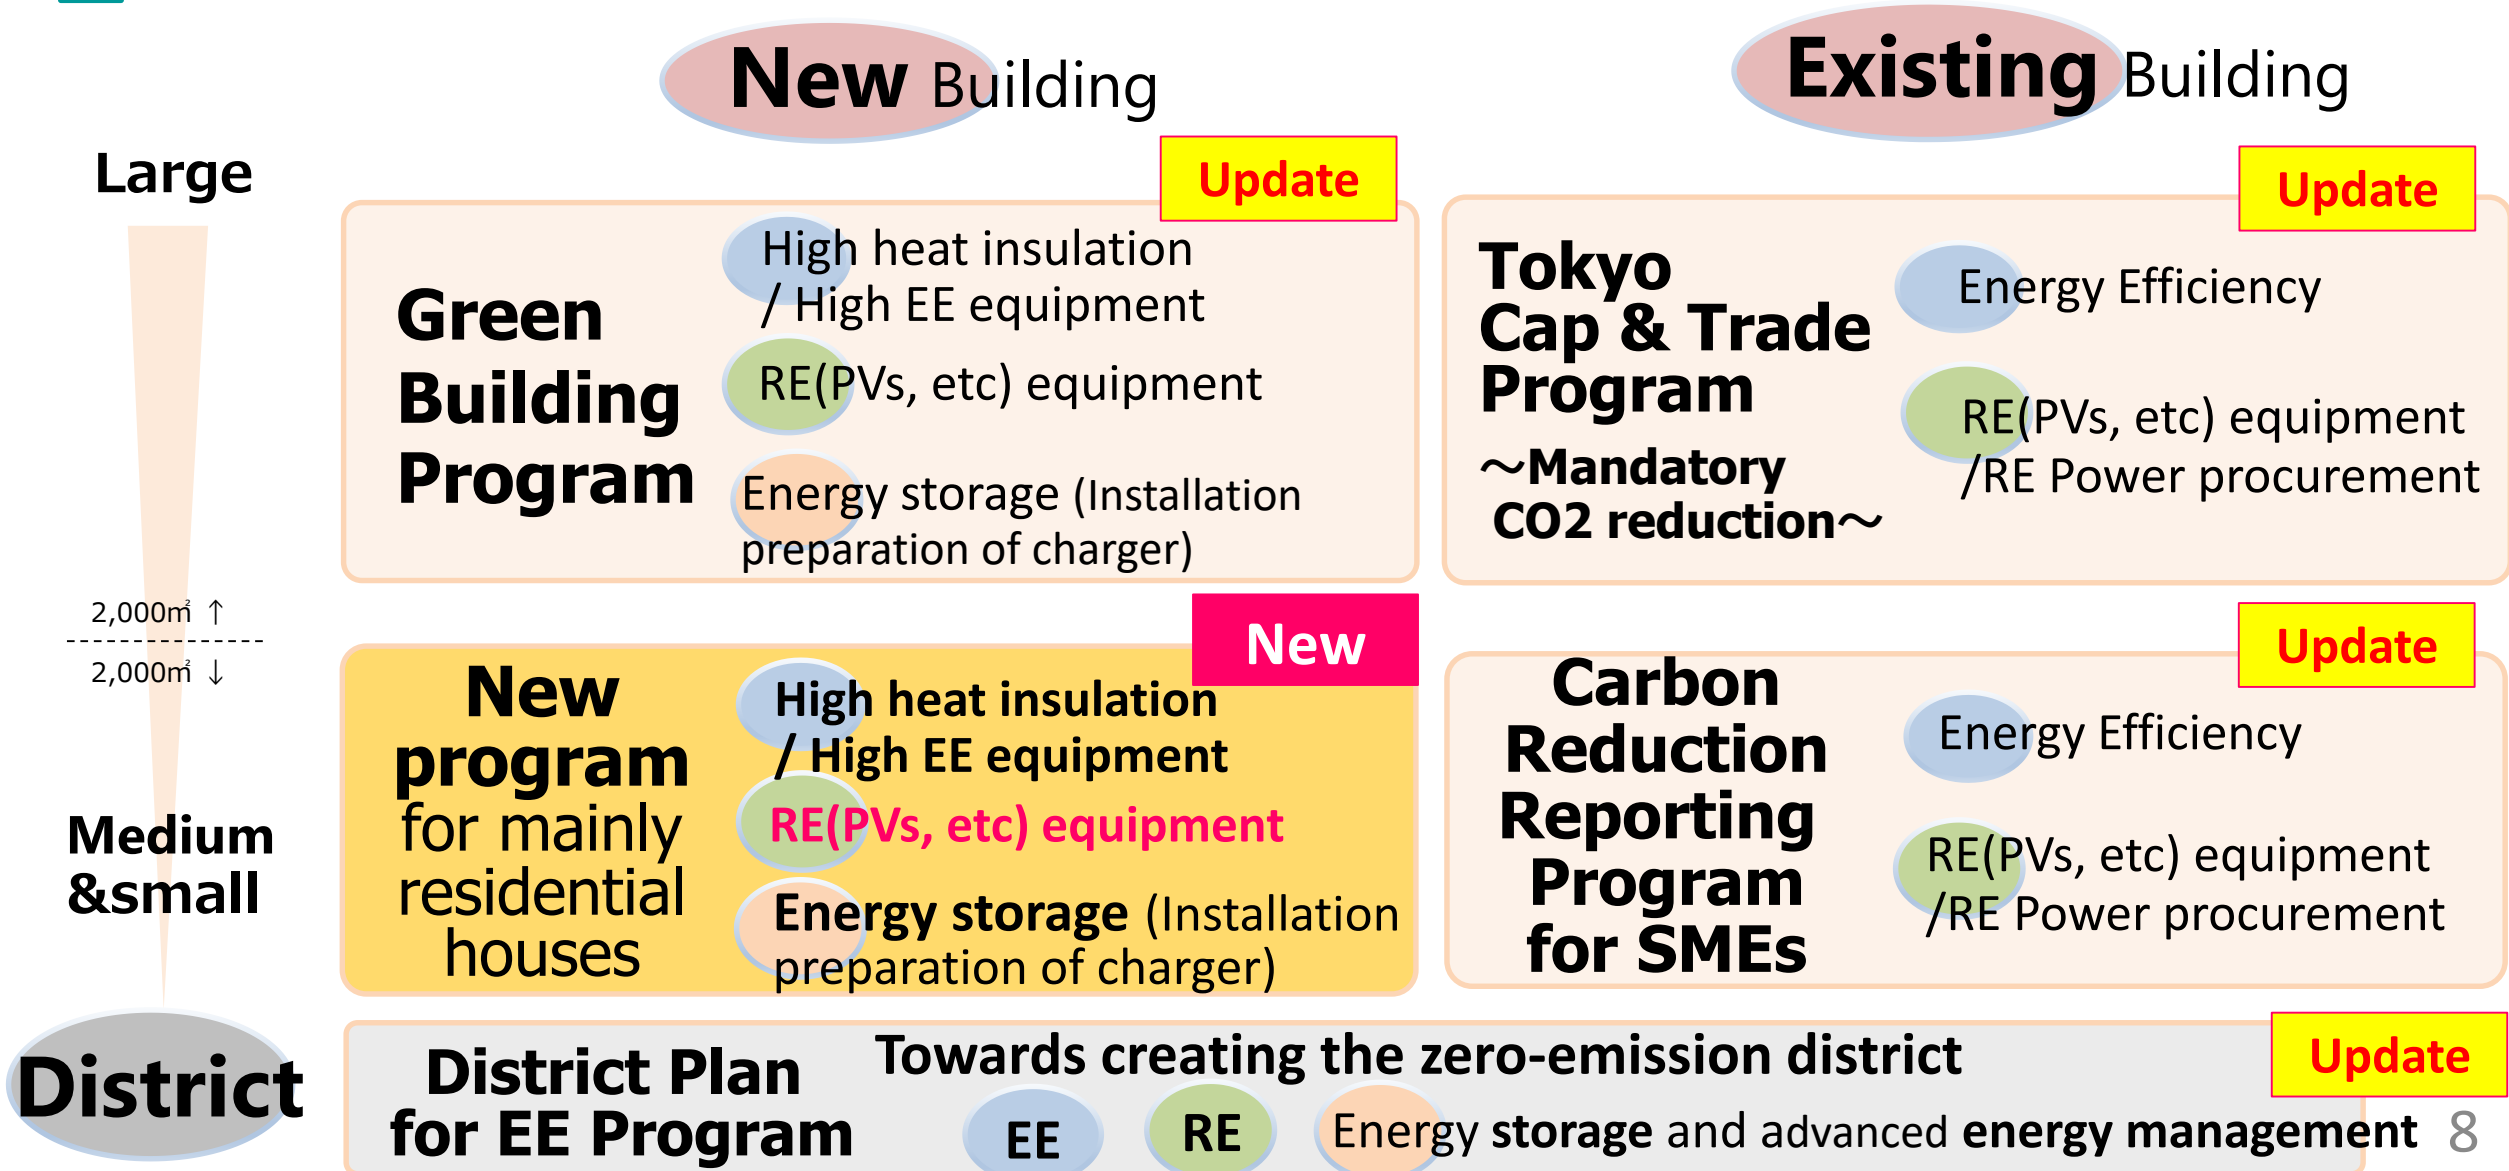 New Building
Existing Building
Large
Update
Green
Building
Program
High heat insulation
/ High EE equipment
RE(PVs, etc) equipment
Energy storage (Installation
preparation of charger)
Update
Tokyo
Cap & Trade
Program
～Mandatory
CO2 reduction～
Energy Efficiency
RE(PVs, etc) equipment
/RE Power procurement
2,000㎡ ↑
2,000㎡ ↓
Medium
&small
New
New
program
for mainly
residential
houses
High heat insulation
/ High EE equipment
RE(PVs, etc) equipment
Energy storage (Installation
preparation of charger)
Update
Carbon
Reduction
Reporting
Program
for SMEs
Energy Efficiency
RE(PVs, etc) equipment
/RE Power procurement
District
District Plan
for EE Program
Towards creating the zero-emission district
Update
EE
RE
Energy storage and advanced energy management
8